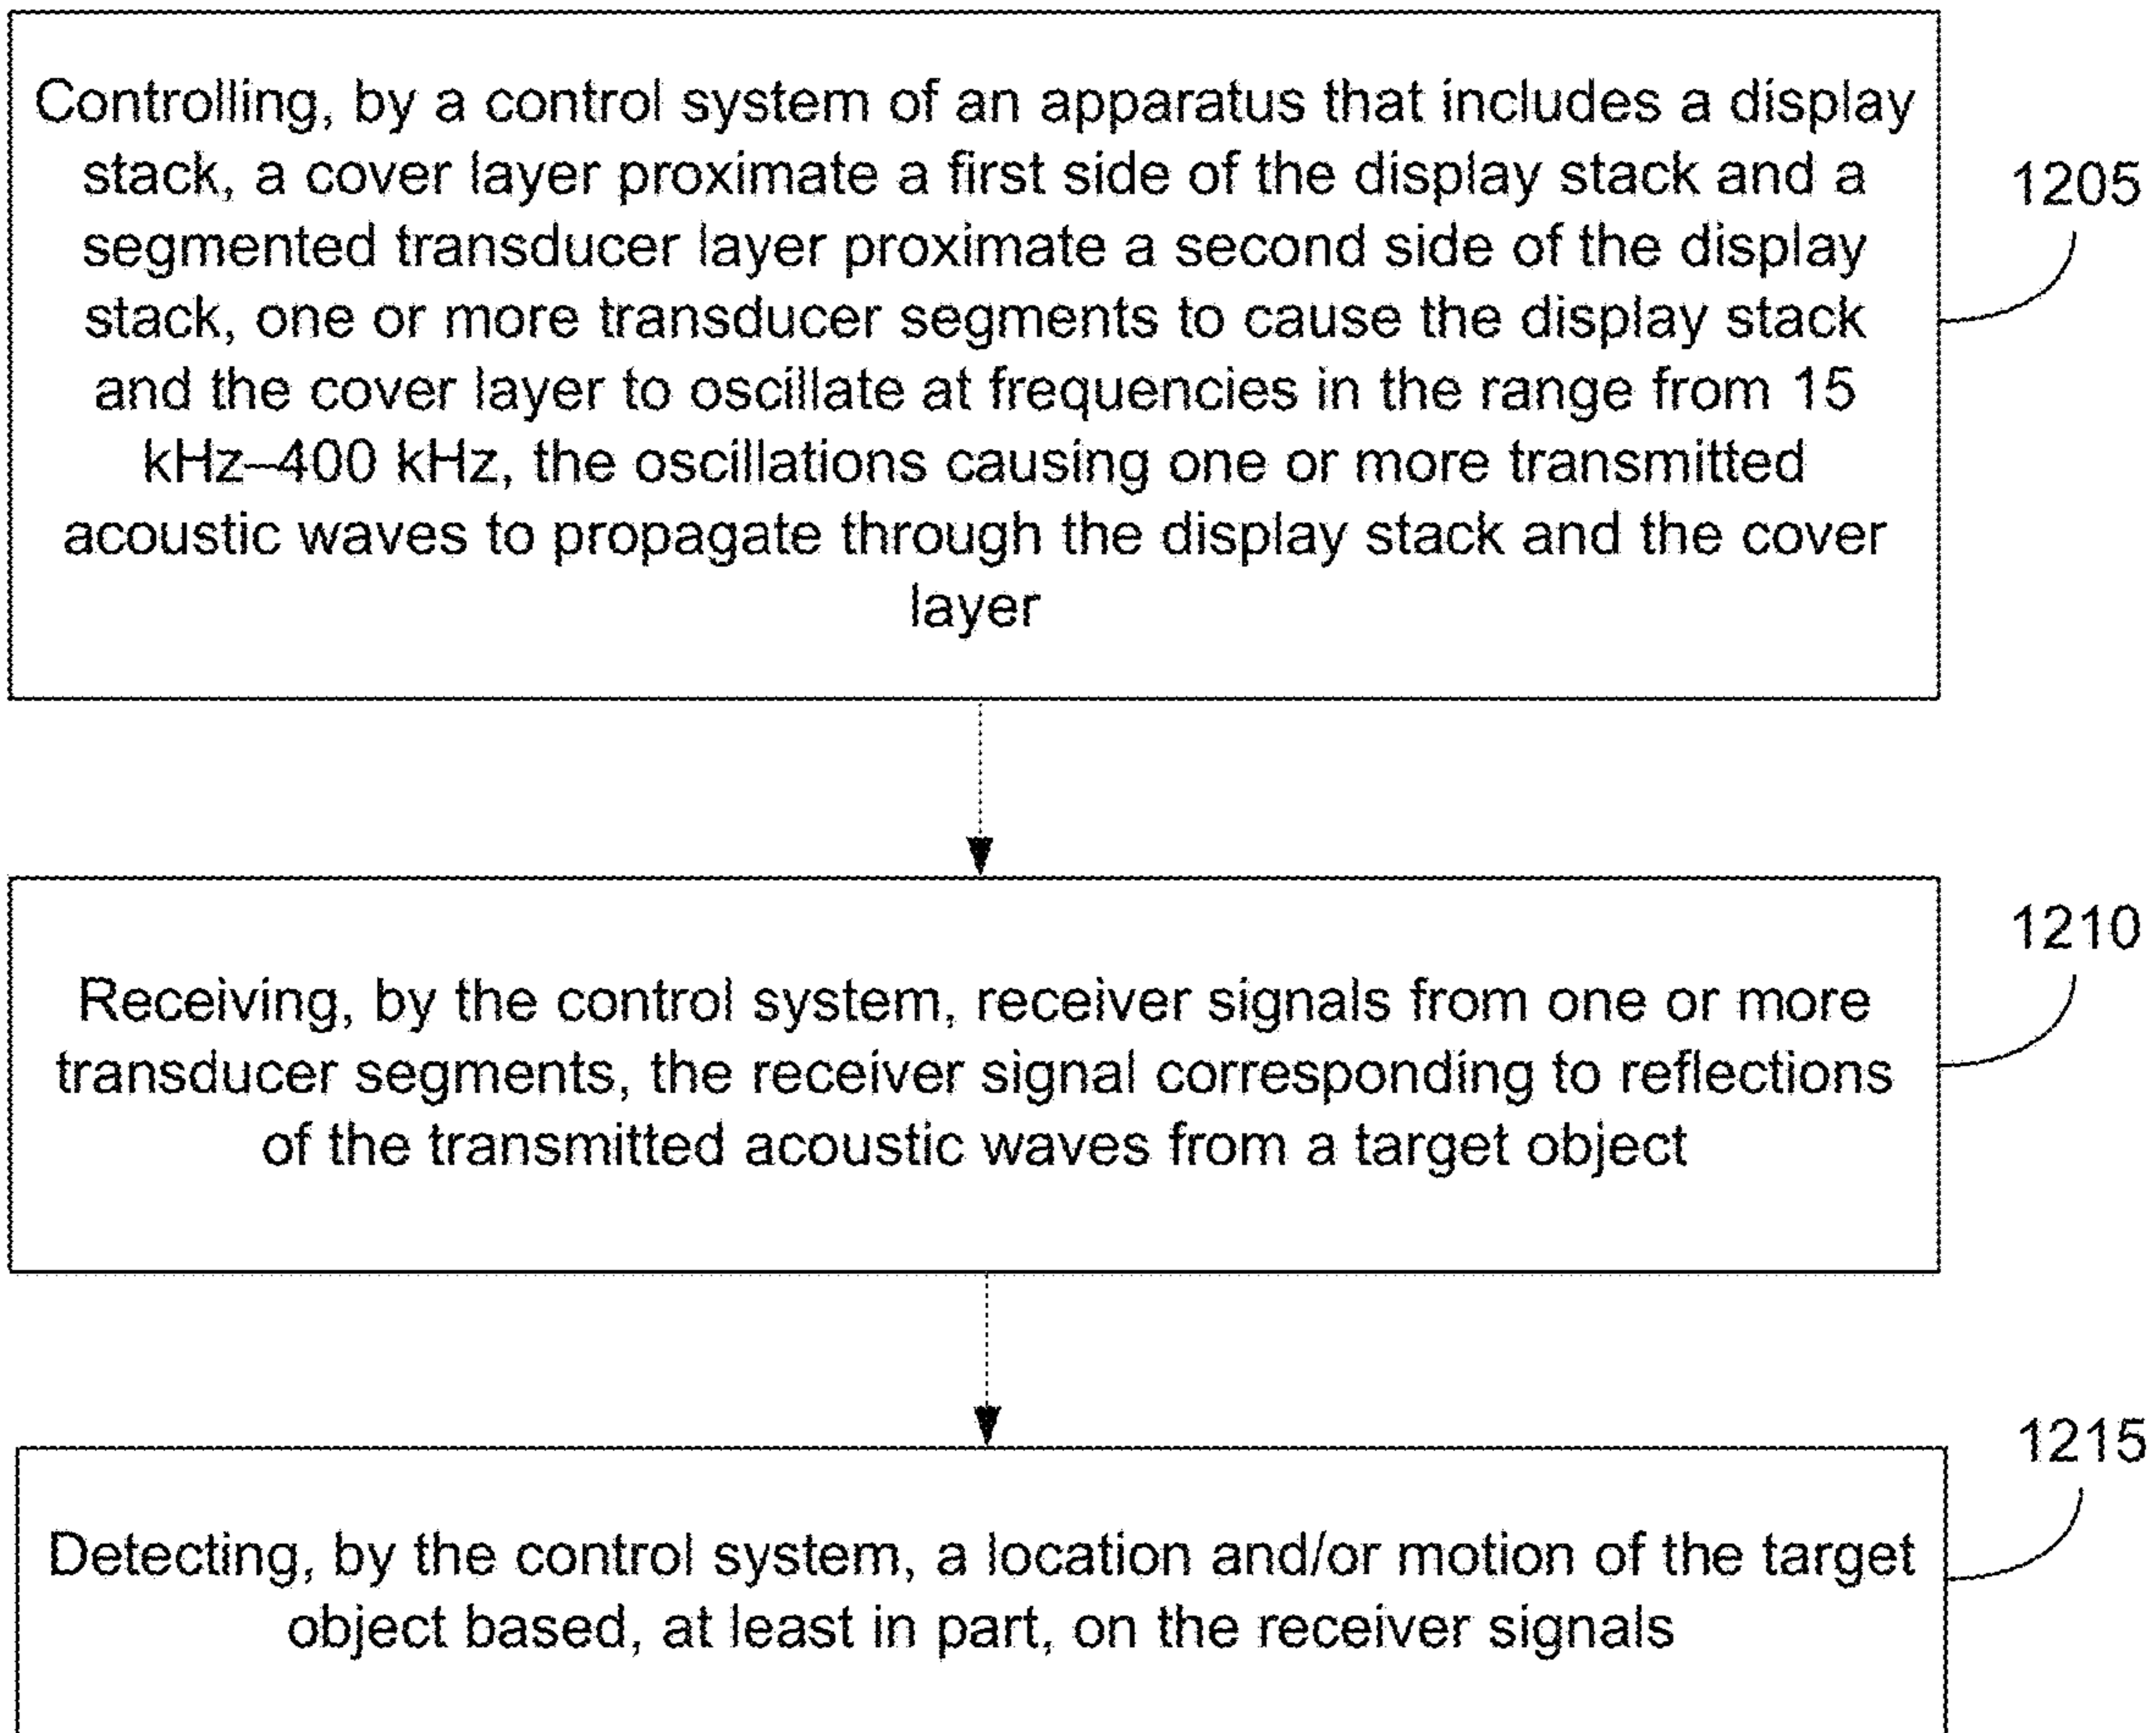 Controlling, by a control system of an apparatus that includes a display
stack, a cover layer proximate a first side of the display stack and a
segmented transducer layer proximate a second side of the display
stack, one or more transducer segments to cause the display stack
and the cover layer to oscillate at frequencies in the range from 15
kHz–400 kHz, the oscillations causing one or more transmitted
acoustic waves to propagate through the display stack and the cover
layer
1205
Receiving, by the control system, receiver signals from one or more
transducer segments, the receiver signal corresponding to reflections
of the transmitted acoustic waves from a target object
1210
Detecting, by the control system, a location and/or motion of the target
object based, at least in part, on the receiver signals
1215